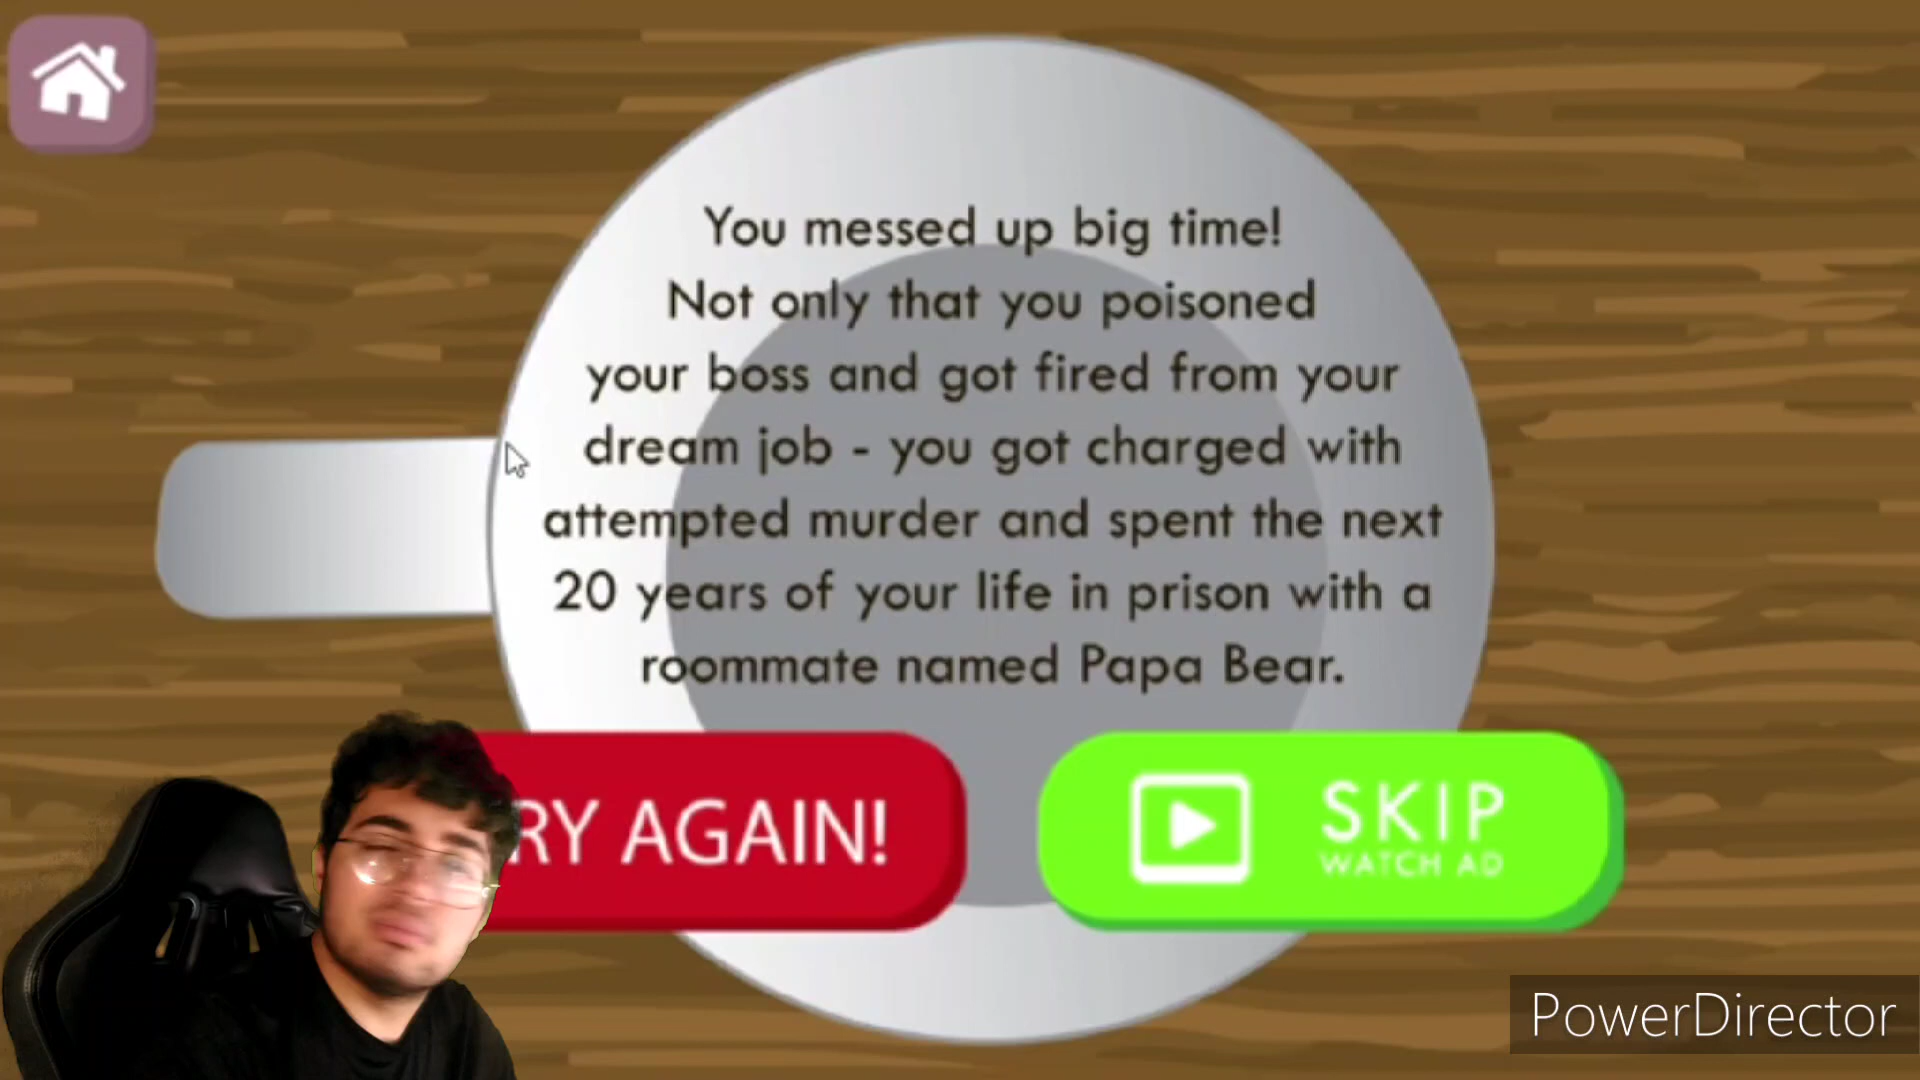 You messed up big time!
Not only that you poisoned
your boss and got fired from your
dream job - you got charged with
attempted murder and spent the next
20 years of your life in prison with a
roommate named Papa Bear.
RY AGAIN!
SKIP
WATCH AD
PowerDirector